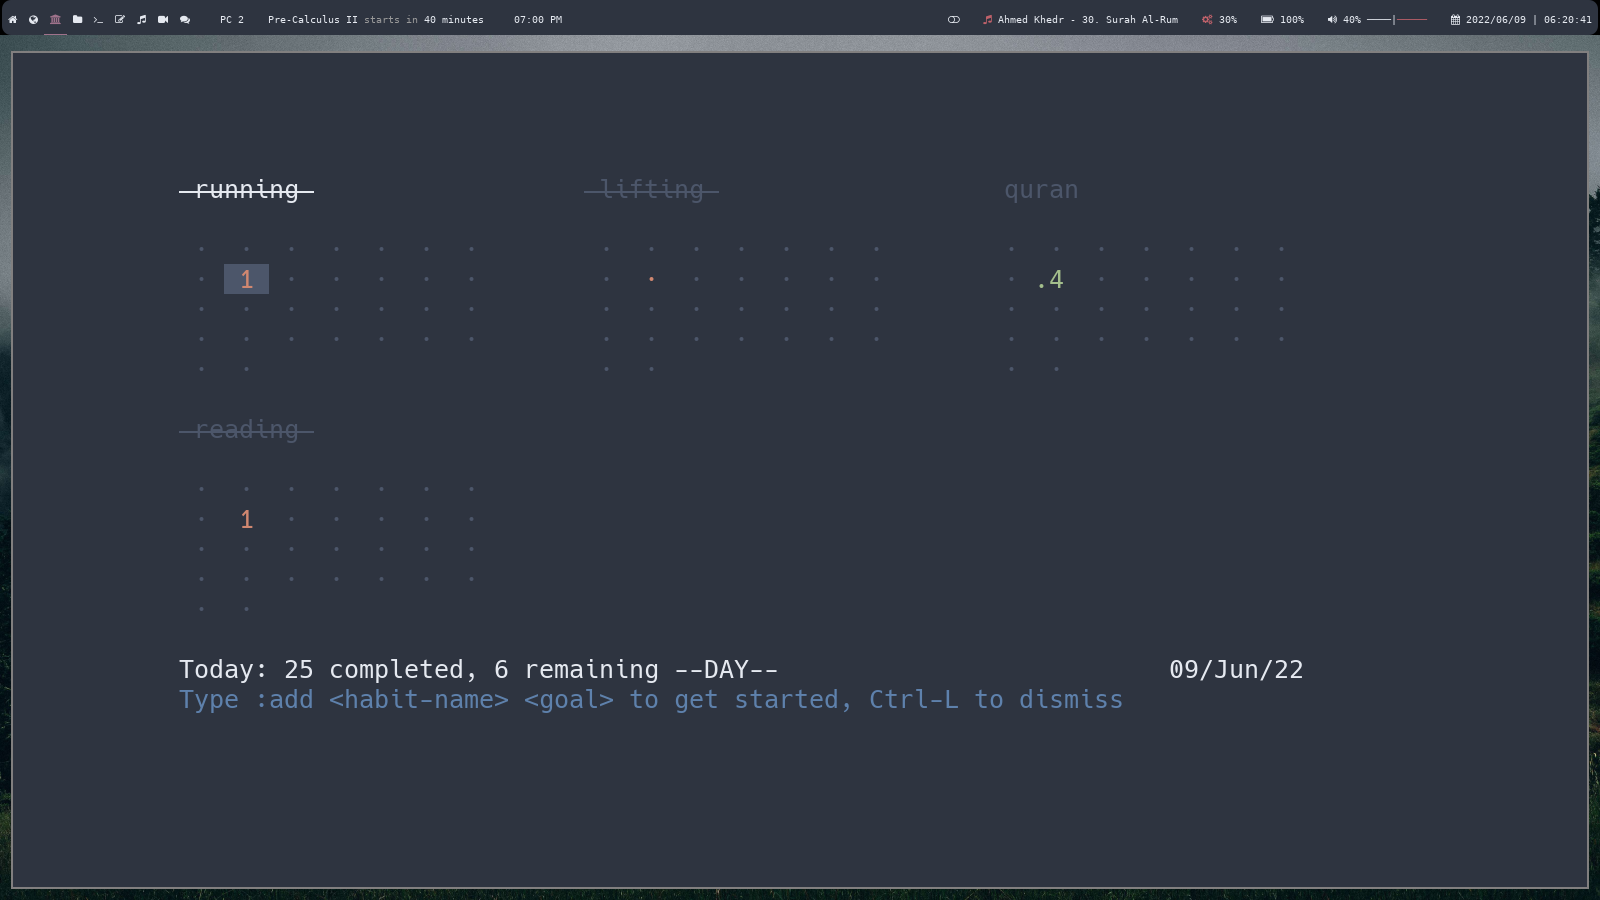 PC 2 Pre-Calculus II starts in 40 minutes 07:00 PM Ahmed Khedr - 30. Surah Al-Rum 30% 100% 40% 2022/06/09 | 06:20:41
running lifting quran
1 .4
reading
1
Today: 25 completed, 6 remaining --DAY-- 09/Jun/22
Type :add <habit-name> <goal> to get started, Ctrl-L to dismiss